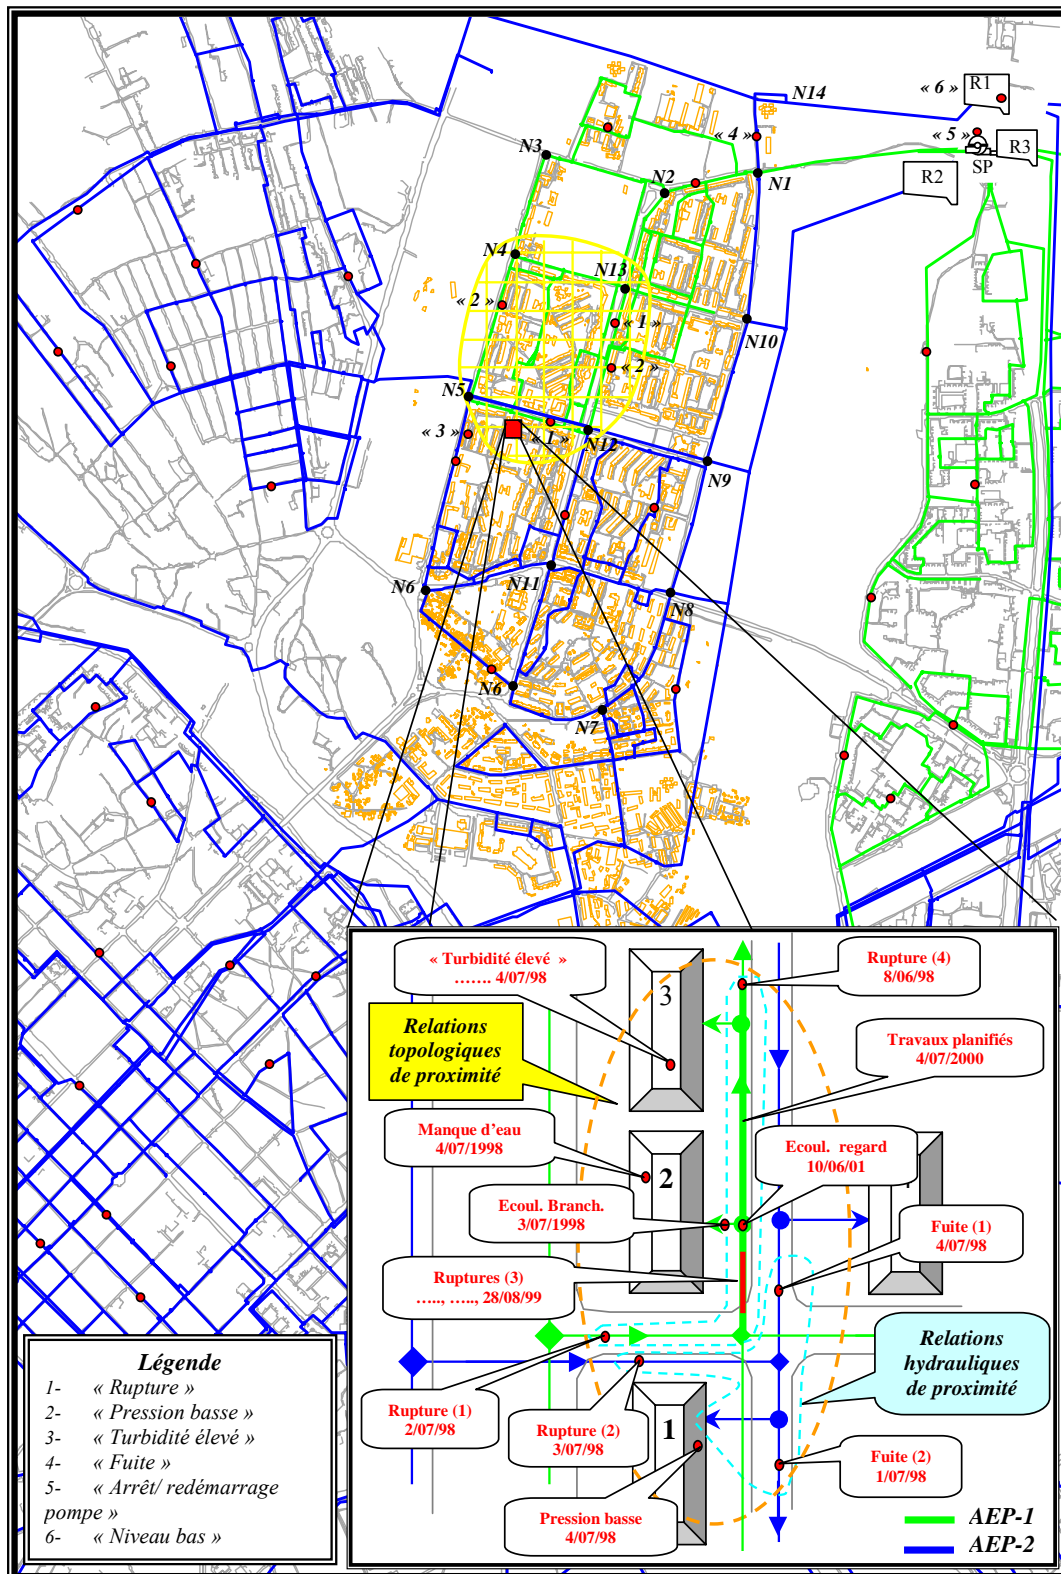 N14
« 6 »
R1
« 4 »
« 5 »
R3
SP
N3
N2
N1
R2
N4
N13
« 2 »
« 1 »
N10
« 2 »
N5
« 3 »
« 1 »
N12
N9
N11
N6
N8
N6
N7
« Turbidité élevé »
……. 4/07/98
Rupture (4)
8/06/98
3
Relations
topologiques
de proximité
Travaux planifiés
4/07/2000
Manque d'eau
4/07/1998
Ecoul. regard
10/06/01
2
Ecoul. Branch.
3/07/1998
Fuite (1)
4/07/98
Ruptures (3)
….., ….., 28/08/99
Relations
hydrauliques
de proximité
Rupture (1)
2/07/98
Rupture (2)
3/07/98
1
Fuite (2)
1/07/98
Pression basse
4/07/98
AEP-1
AEP-2
Légende
1- « Rupture »
2- « Pression basse »
3- « Turbidité élevé »
4- « Fuite »
5- « Arrêt/ redémarrage
pompe »
6- « Niveau bas »